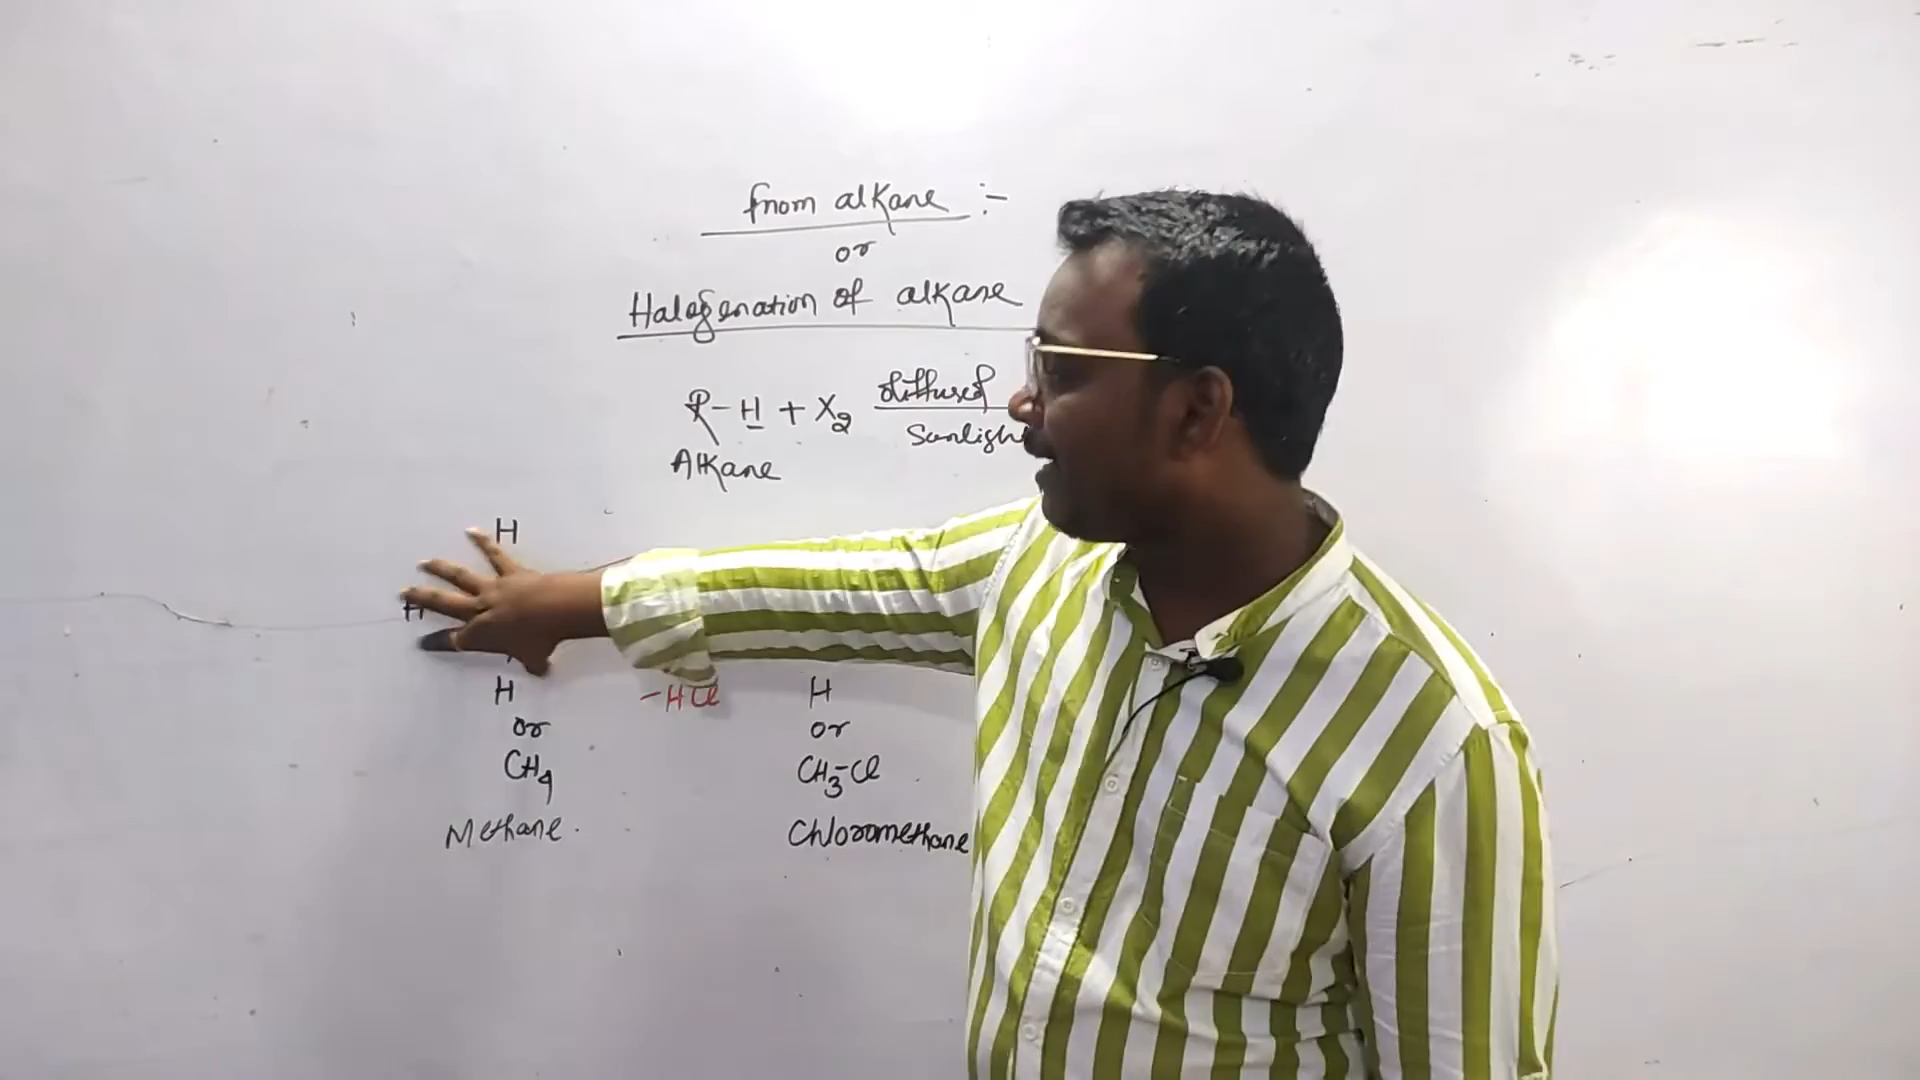 from alkane :-
or
Halogenation of alkane
R-H + X2 diffused
Sunligh
Alkane
H
H
H -HCl H
or or
CH4 CH3-Cl
Methane. Chloromethane